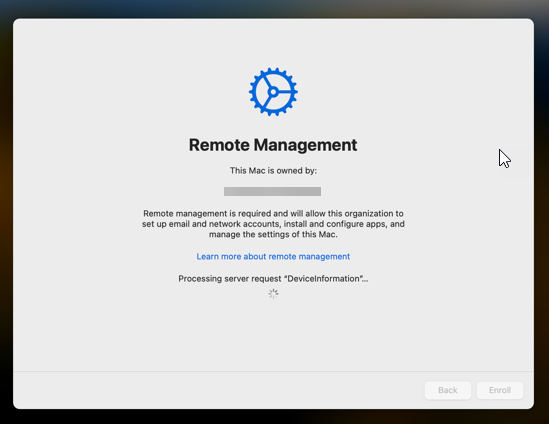 Remote Management
This Mac is owned by:
Remote management is required and will allow this organization to
set up email and network accounts, install and configure apps, and
manage the settings of this Mac.
Learn more about remote management
Processing server request “DeviceInformation”...
Back
Enroll